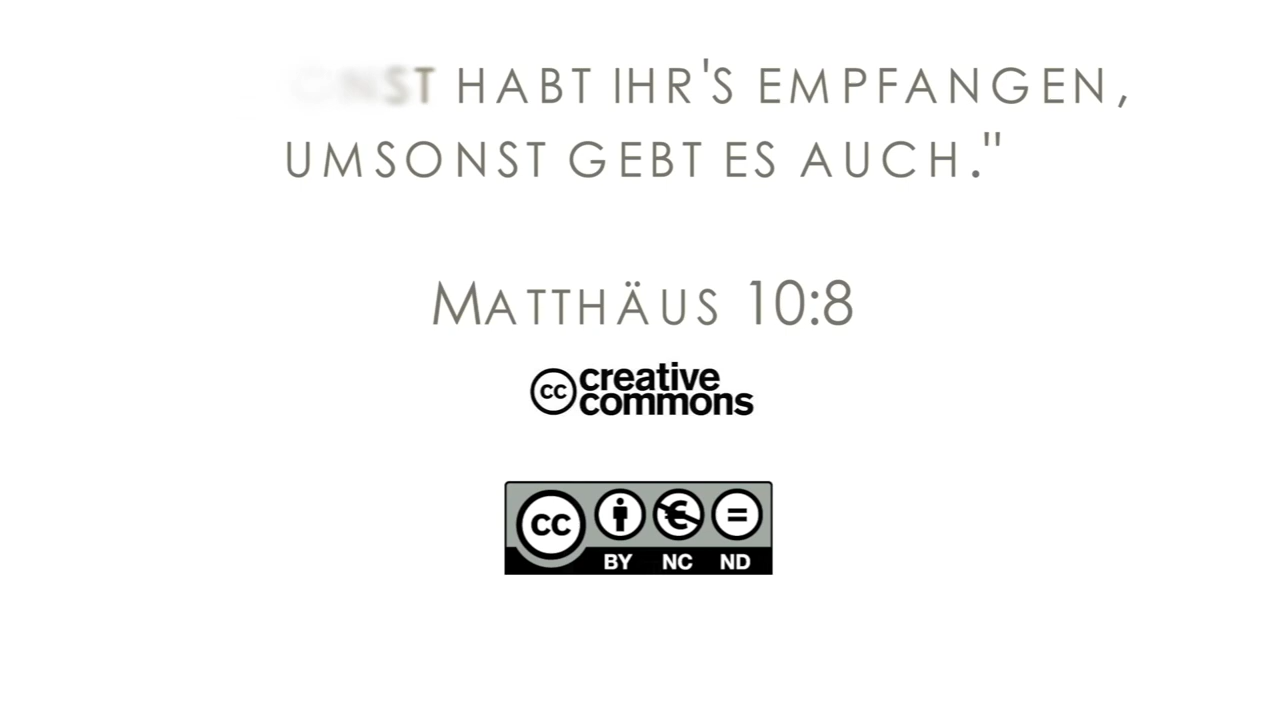 HABT IHR'S EMPFANGEN,
UMSONST GEBT ES AUCH."
MATTHÄUS 10:8
cc creative
commons
cc
BY NC ND